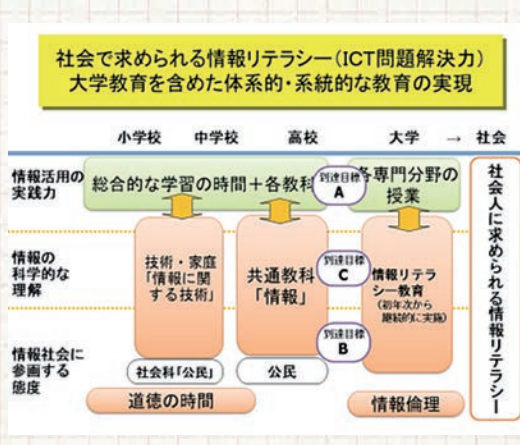 社会で求められる情報リテラシー(ICT問題解決力)
大学教育を含めた体系的・系統的な教育の実現
小学校 中学校 高校 大学 → 社会
情報活用の
実践力
総合的な学習の時間+各教科
到達目標
A
各専門分野の
授業
情報の
科学的な
理解
技術・家庭
「情報に関
する技術」
共通教科
「情報」
到達目標
C
情報リテラ
シー教育
(初年次から
継続的に実施)
到達目標
B
情報社会に
参画する
態度
社会科「公民」
公民
道徳の時間
情報倫理
社会人に求められる情報リテラシー